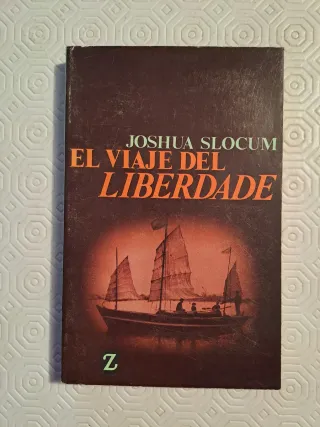 JOSHUA SLOCUM
EL VIAJE DEL
LIBERDADE
Z